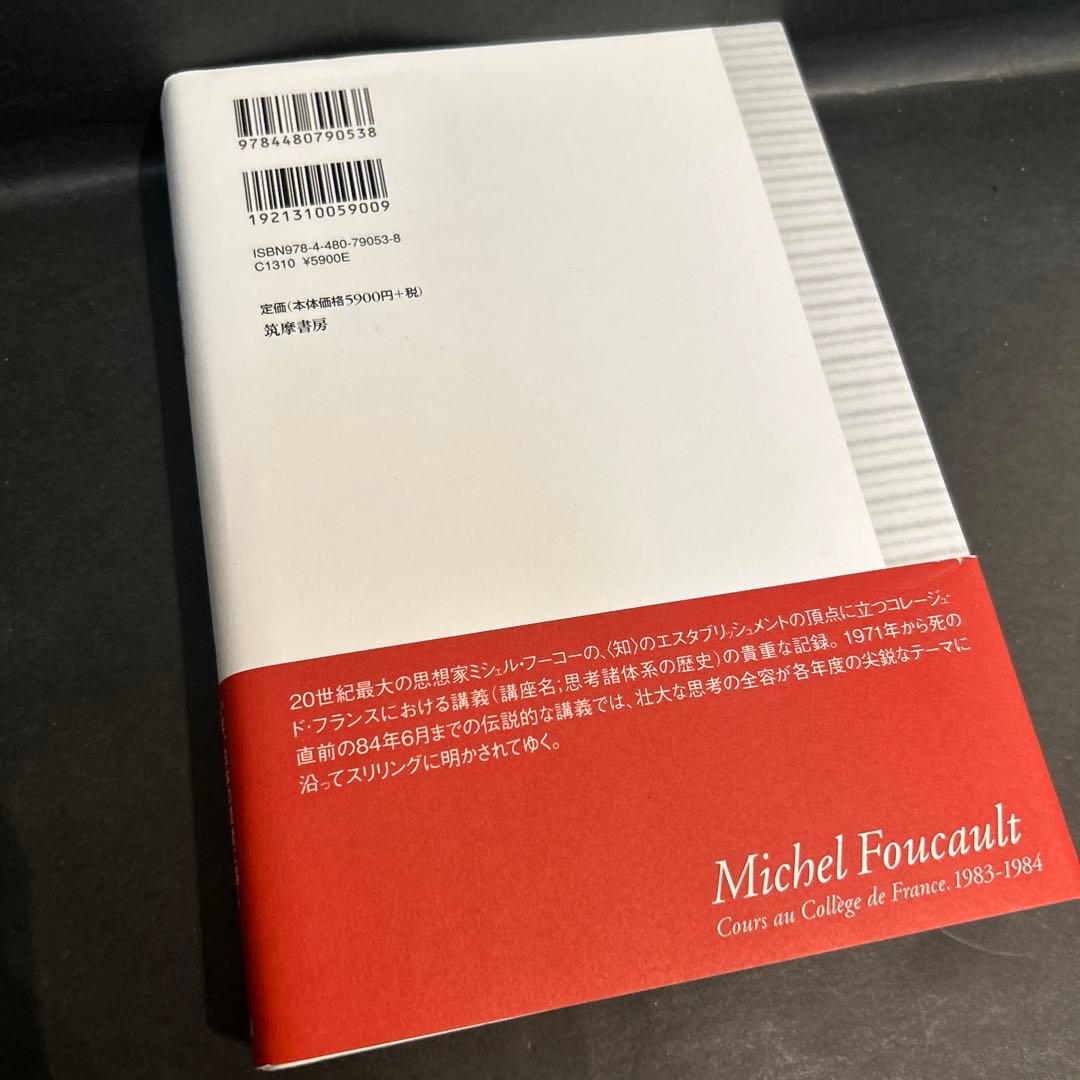 9784480790538
1921310059009
ISBN978-4-480-79053-8
C1310 ¥5900E
定価(本体価格5900円+税)
筑摩書房
20世紀最大の思想家ミシェル・フーコーの、〈知〉のエスタブリッシュメントの頂点に立つコレージュ・
ド・フランスにおける講義(講座名;思考諸体系の歴史)の貴重な記録。1971年から死の
直前の84年6月までの伝説的な講義では、壮大な思考の全容が各年度の尖鋭なテーマに
沿ってスリリングに明かされてゆく。
Michel Foucault
Cours au Collège de France. 1983-1984